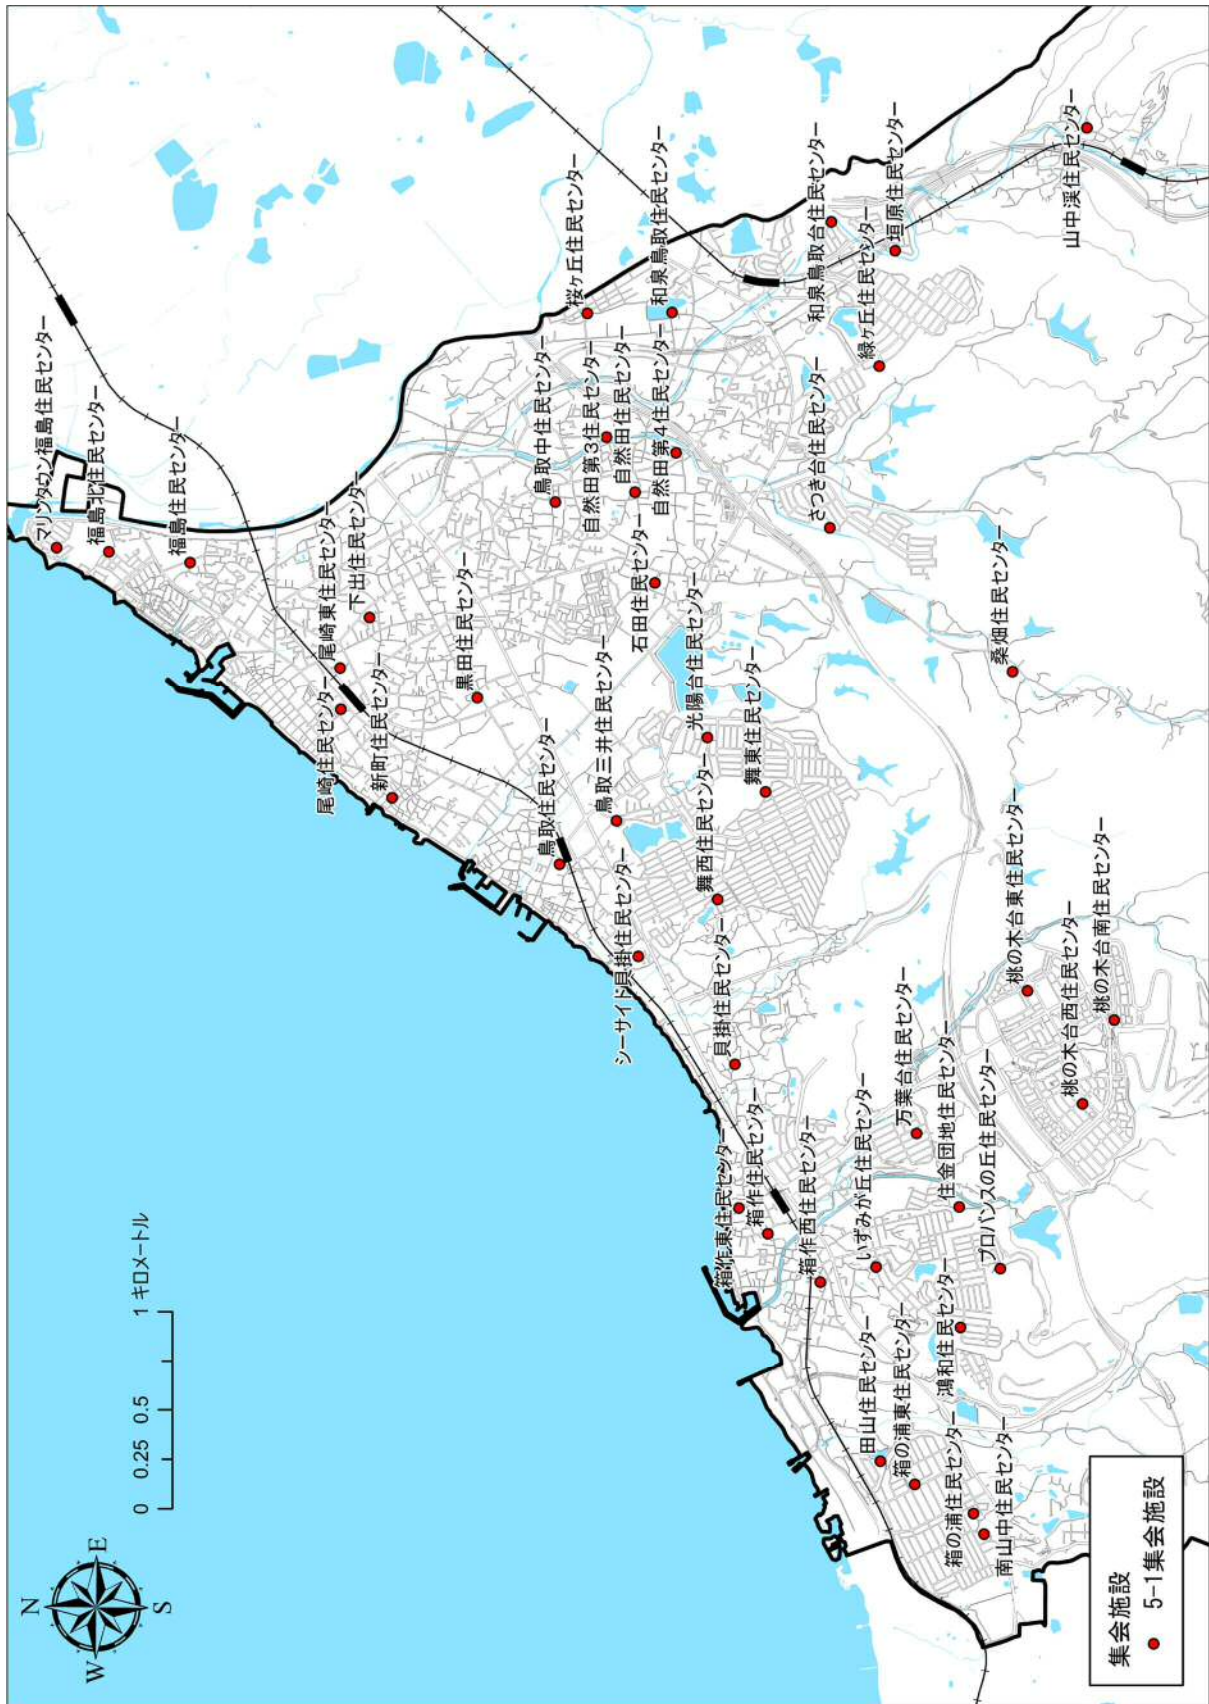 マリンタウン福島住民センター
福島北住民センター
福島住民センター
尾崎東住民センター
下出住民センター
尾崎住民センター
新町住民センター
黒田住民センター
鳥取住民センター
鳥取三井住民センター
鳥取中住民センター
桜ヶ丘住民センター
自然田第3住民センター
自然田住民センター
自然田第4住民センター
和泉鳥取住民センター
石田住民センター
光陽台住民センター
舞東住民センター
舞西住民センター
シーサイド貝掛住民センター
貝掛住民センター
和泉鳥取台住民センター
緑ヶ丘住民センター
垣原住民センター
さつき台住民センター
山中渓住民センター
桑畑住民センター
桃の木台東住民センター
桃の木台西住民センター
桃の木台南住民センター
万葉台住民センター
住金団地住民センター
プロバンスの丘住民センター
箱作東住民センター
箱作住民センター
箱作西住民センター
いずみが丘住民センター
鴻和住民センター
田山住民センター
箱の浦東住民センター
箱の浦住民センター
南山中住民センター
N
W
E
S
0 0.25 0.5 1 キロメートル
集会施設
5-1集会施設